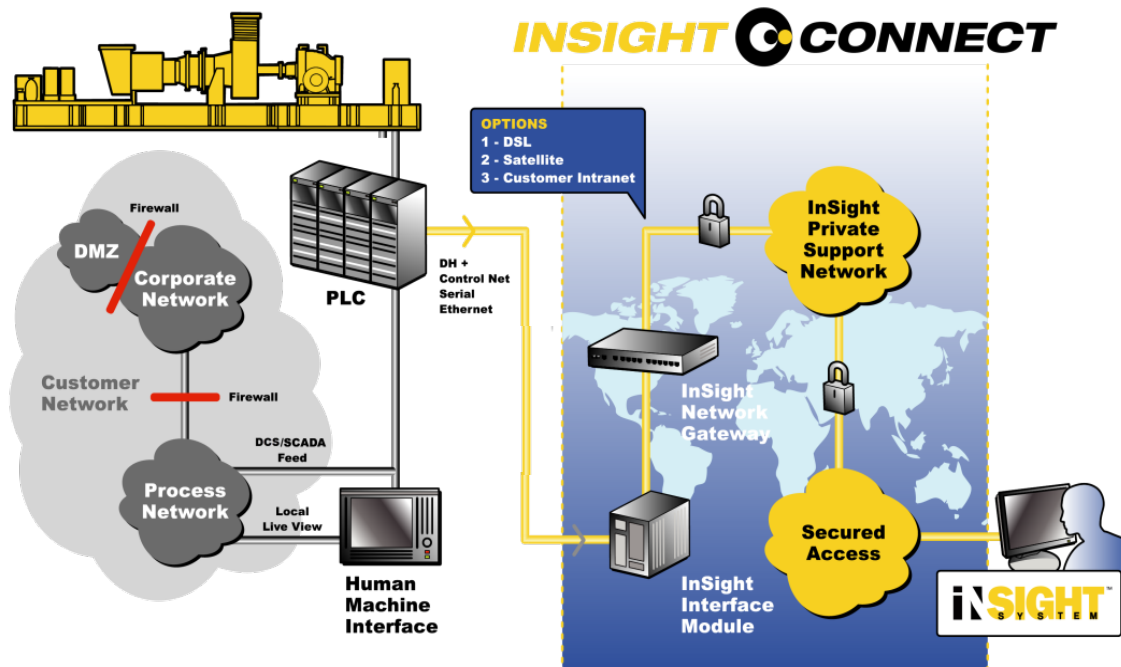 INSIGHT CONNECT
OPTIONS
1 - DSL
2 - Satellite
3 - Customer Intranet
Firewall
DMZ
Corporate
Network
Customer
Network
Firewall
DCS/SCADA
Feed
Process
Network
Local
Live View
PLC
DH +
Control Net
Serial
Ethernet
Human
Machine
Interface
InSight
Private
Support
Network
InSight
Network
Gateway
InSight
Interface
Module
Secured
Access
iNSIGHT™
SYSTEM